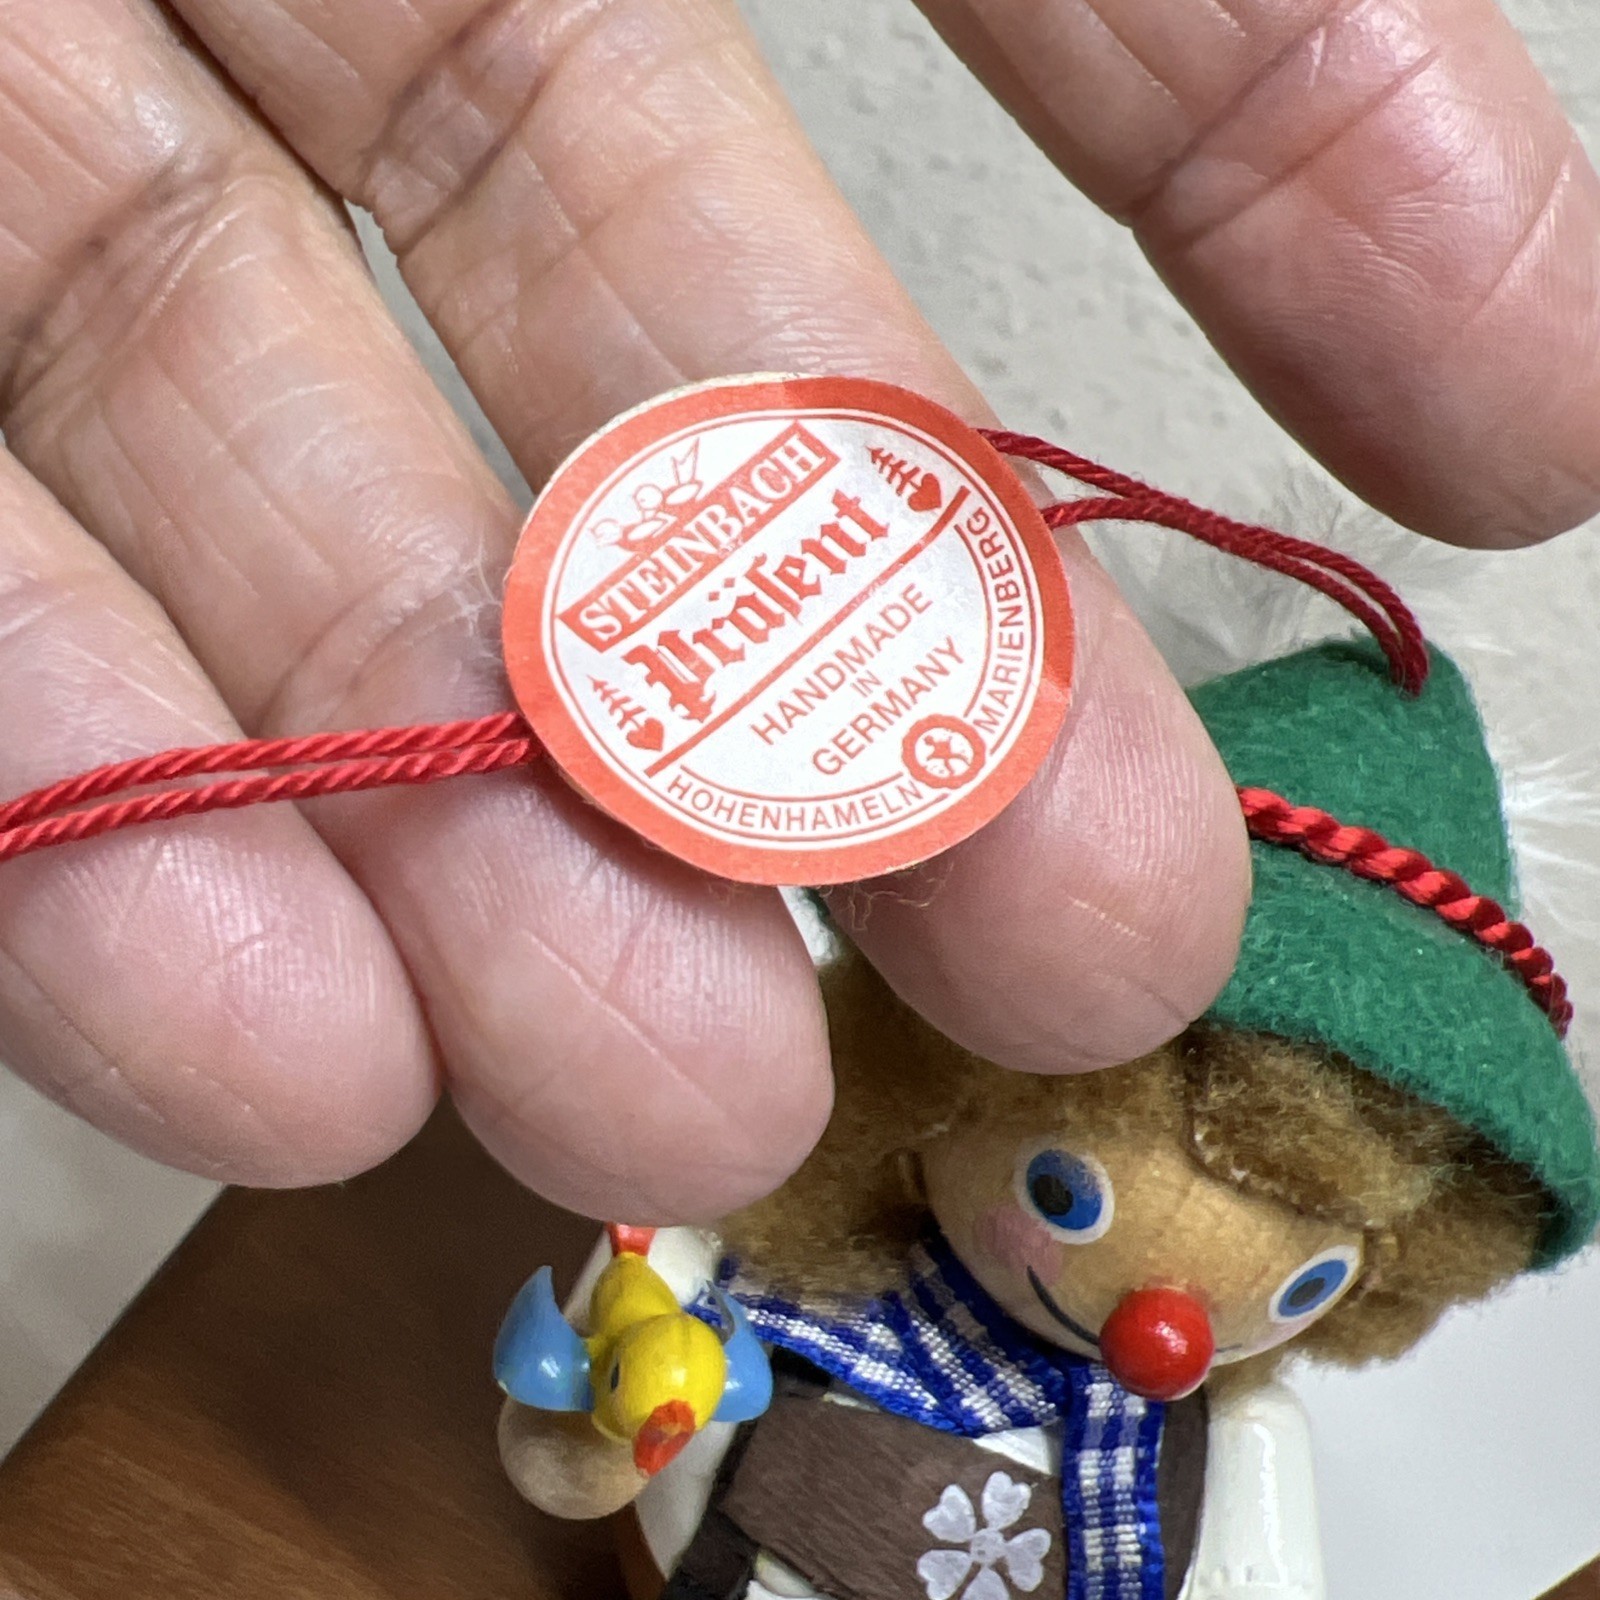 STEINBACH
Präſent
HANDMADE
IN
GERMANY
HOHENHAMELN
MARIENBERG